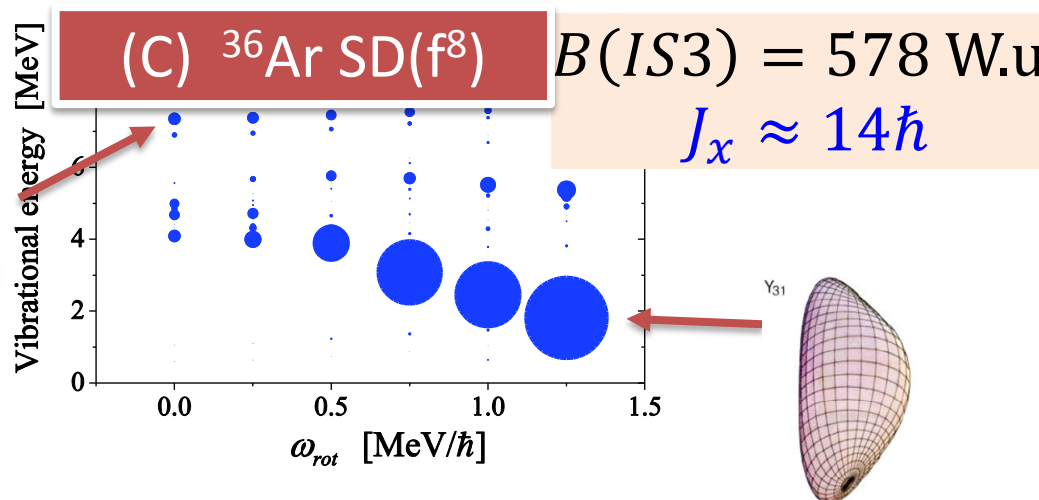 (C) ³⁶Ar SD(f⁸)
B(IS3) = 578 W.u
Jₓ ≈ 14ℏ
Vibrational energy [MeV]
6
4
2
0
0.0 0.5 1.0 1.5
ω_rot [MeV/ℏ]
Y₃₁